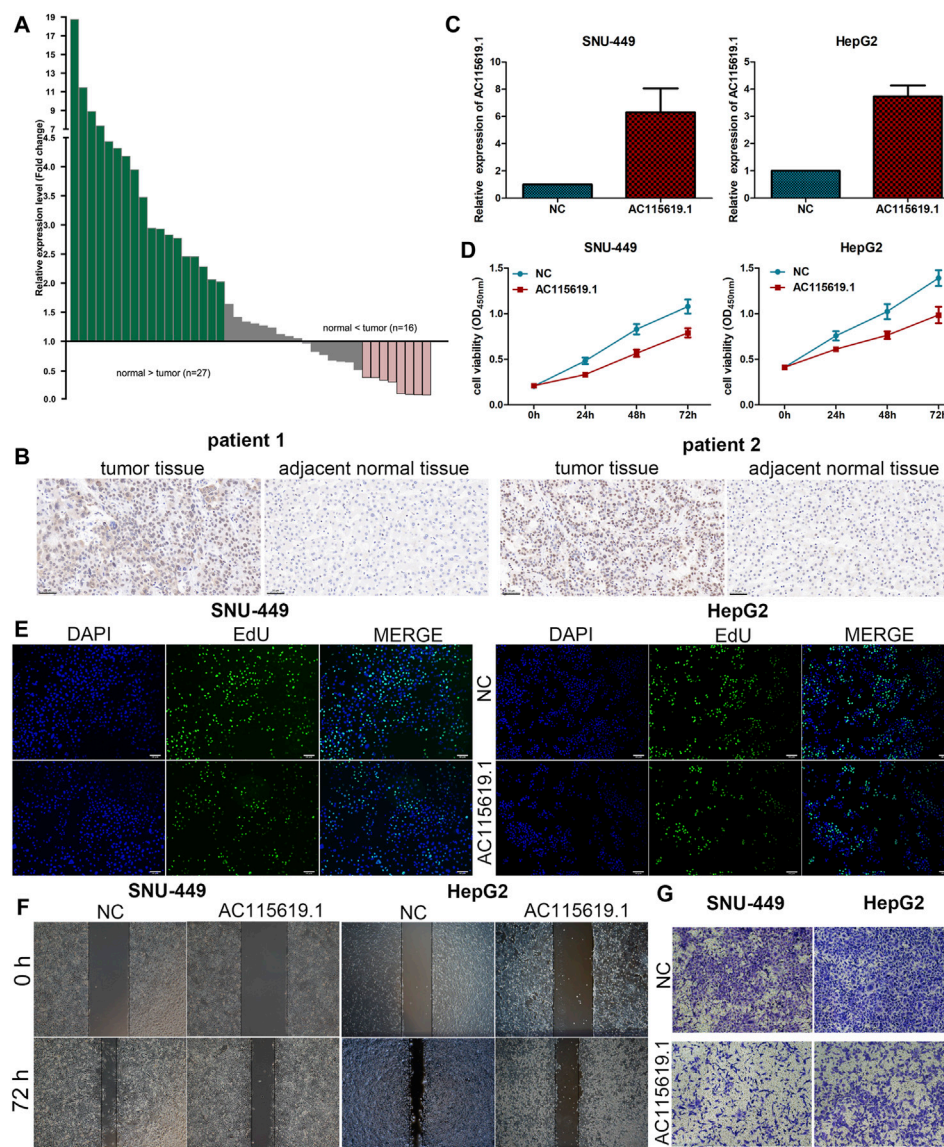 A
Relative expression level (Fold change)
19
17
15
13
11
9
7
4.5
4.0
3.5
3.0
2.5
2.0
1.5
1.0
0.5
0.0
normal < tumor (n=16)
normal > tumor (n=27)
C
SNU-449
Relative expression of AC115619.1
10
8
6
4
2
0
NC
AC115619.1
HepG2
Relative expression of AC115619.1
5
4
3
2
1
0
NC
AC115619.1
D
SNU-449
cell viability (OD450nm)
1.5
1.0
0.5
0.0
NC
AC115619.1
0h
24h
48h
72h
HepG2
cell viability (OD450nm)
1.5
1.0
0.5
0.0
NC
AC115619.1
0h
24h
48h
72h
B
patient 1
tumor tissue
adjacent normal tissue
patient 2
tumor tissue
adjacent normal tissue
E
SNU-449
DAPI
EdU
MERGE
HepG2
DAPI
EdU
MERGE
NC
AC115619.1
F
SNU-449
NC
AC115619.1
HepG2
NC
AC115619.1
0 h
72 h
G
SNU-449
HepG2
NC
AC115619.1